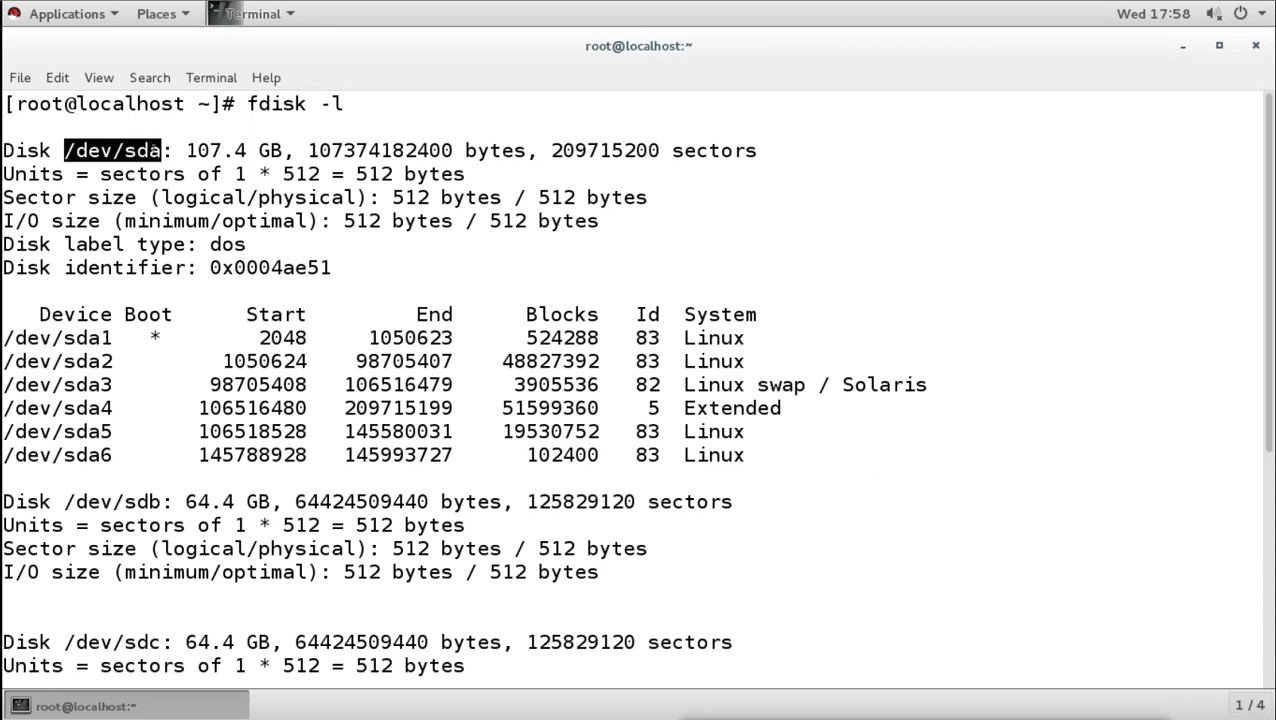 Applications Places Terminal Wed 17:58
root@localhost:~
File Edit View Search Terminal Help
[root@localhost ~]# fdisk -l
Disk /dev/sda: 107.4 GB, 107374182400 bytes, 209715200 sectors
Units = sectors of 1 * 512 = 512 bytes
Sector size (logical/physical): 512 bytes / 512 bytes
I/O size (minimum/optimal): 512 bytes / 512 bytes
Disk label type: dos
Disk identifier: 0x0004ae51
Device Boot Start End Blocks Id System
/dev/sda1 * 2048 1050623 524288 83 Linux
/dev/sda2 1050624 98705407 48827392 83 Linux
/dev/sda3 98705408 106516479 3905536 82 Linux swap / Solaris
/dev/sda4 106516480 209715199 51599360 5 Extended
/dev/sda5 106518528 145580031 19530752 83 Linux
/dev/sda6 145788928 145993727 102400 83 Linux
Disk /dev/sdb: 64.4 GB, 64424509440 bytes, 125829120 sectors
Units = sectors of 1 * 512 = 512 bytes
Sector size (logical/physical): 512 bytes / 512 bytes
I/O size (minimum/optimal): 512 bytes / 512 bytes
Disk /dev/sdc: 64.4 GB, 64424509440 bytes, 125829120 sectors
Units = sectors of 1 * 512 = 512 bytes
root@localhost:~ 1 / 4